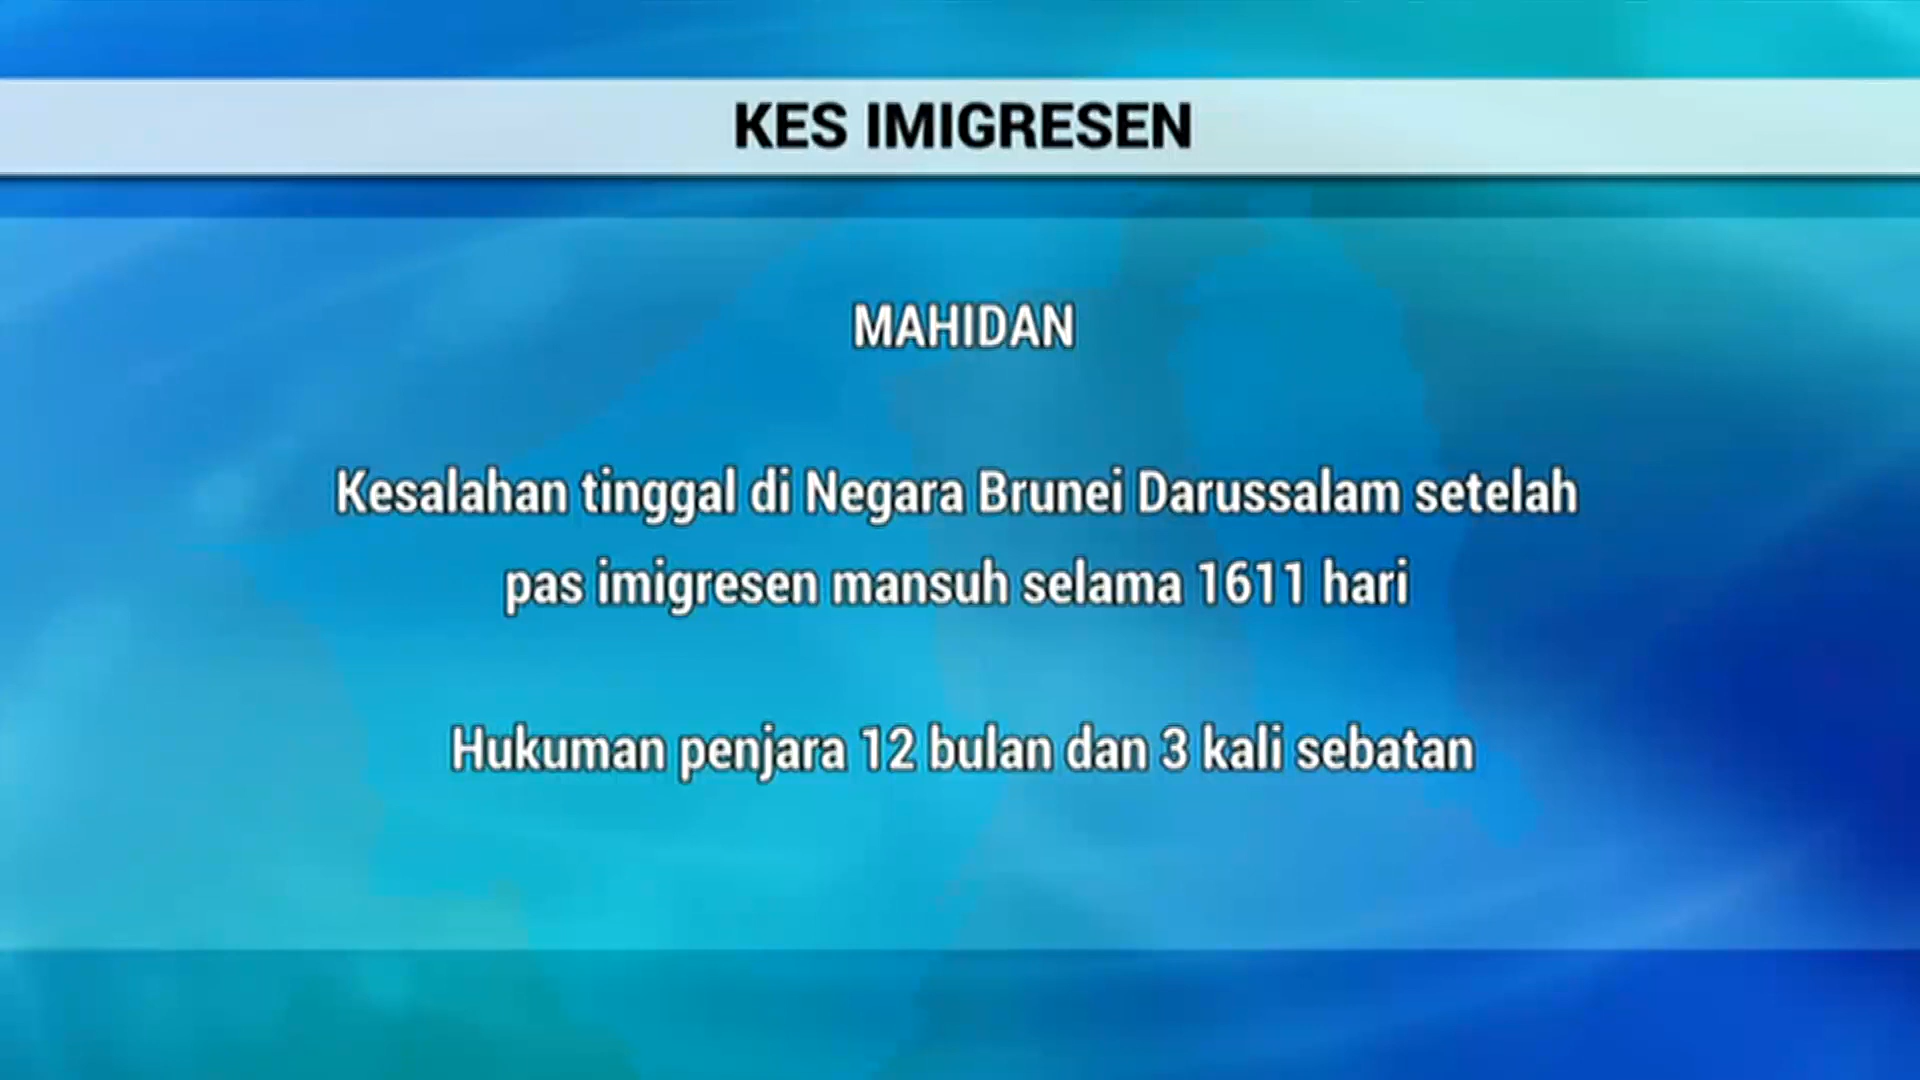 KES IMIGRESEN
MAHIDAN
Kesalahan tinggal di Negara Brunei Darussalam setelah
pas imigresen mansuh selama 1611 hari
Hukuman penjara 12 bulan dan 3 kali sebatan